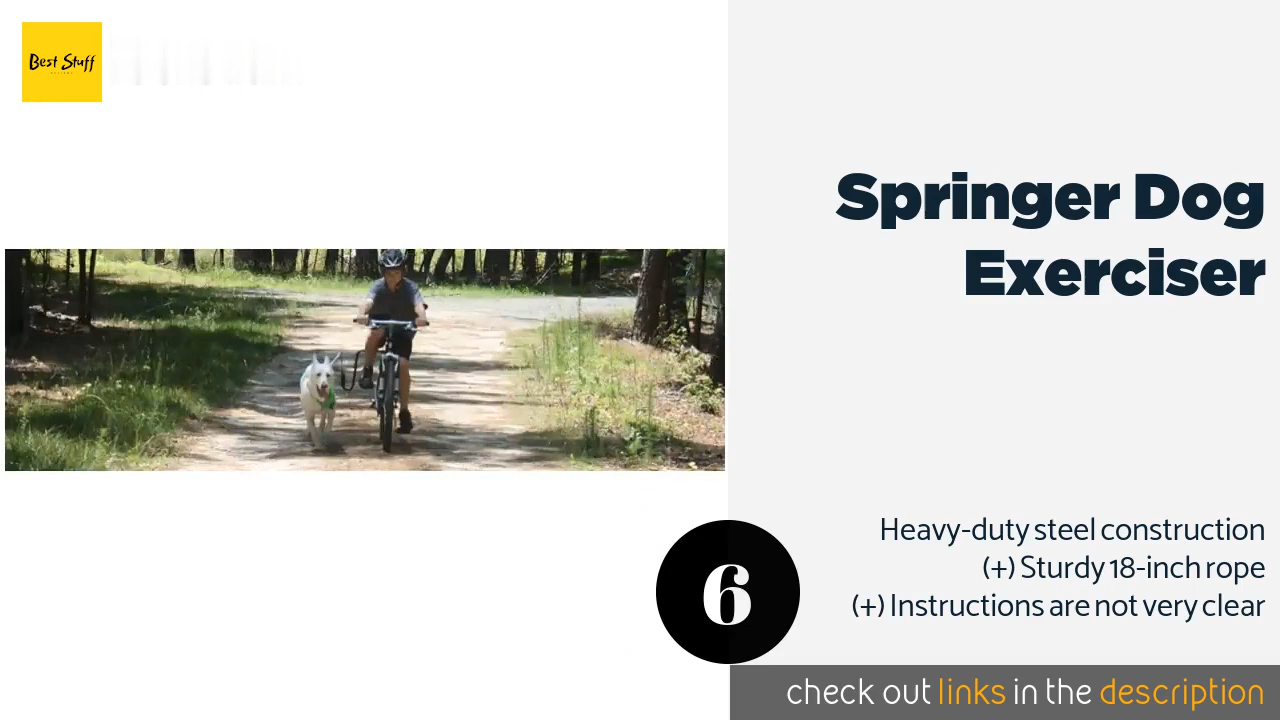 Best Stuff
Springer Dog
Exerciser
Heavy-duty steel construction
(+) Sturdy 18-inch rope
(+) Instructions are not very clear
6
check out links in the description